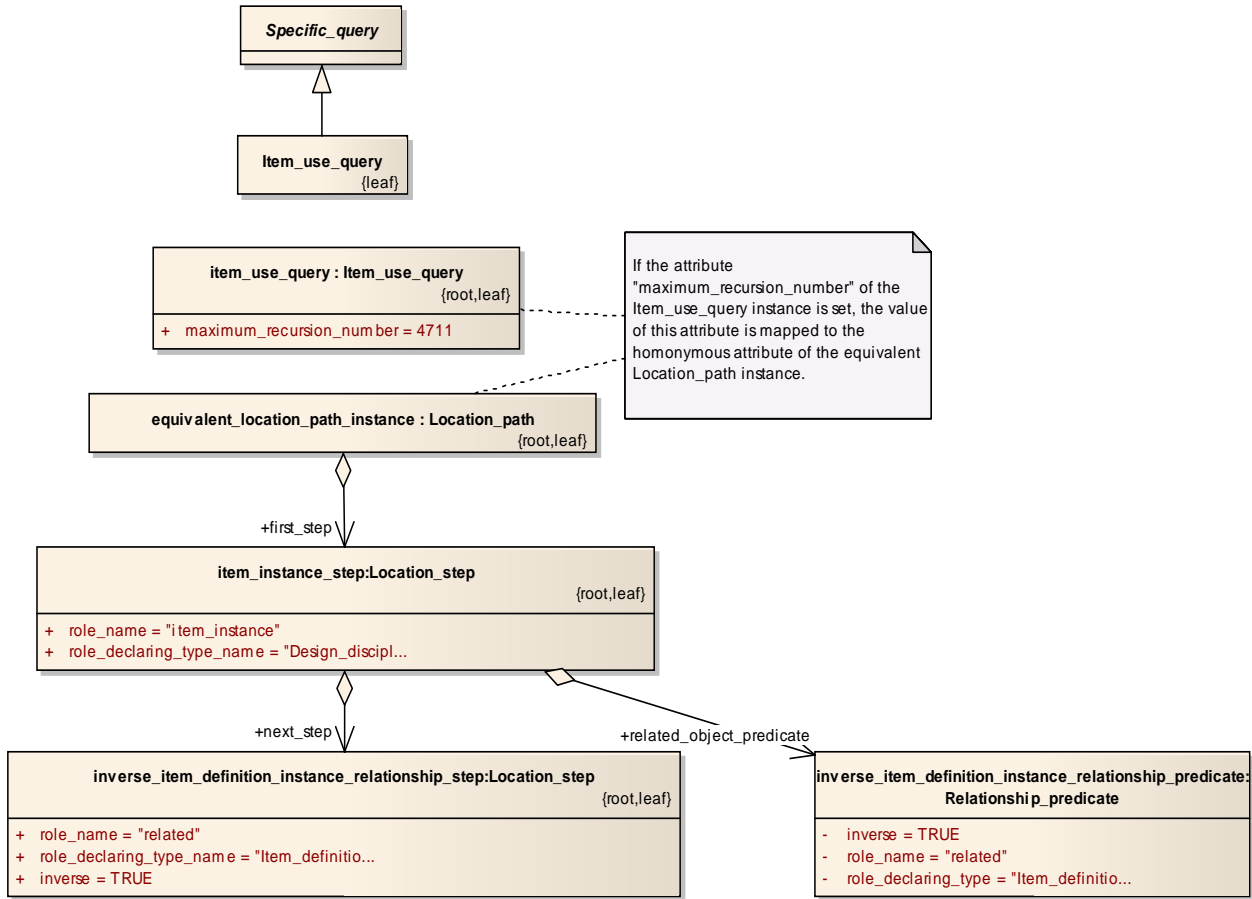 Specific_query
Item_use_query
{leaf}
item_use_query : Item_use_query
{root,leaf}
+ maximum_recursion_number = 4711
If the attribute
"maximum_recursion_number" of the
Item_use_query instance is set, the value
of this attribute is mapped to the
homonymous attribute of the equivalent
Location_path instance.
equivalent_location_path_instance : Location_path
{root,leaf}
+first_step
item_instance_step:Location_step
{root,leaf}
+ role_name = "item_instance"
+ role_declaring_type_name = "Design_discipl...
+next_step
+related_object_predicate
inverse_item_definition_instance_relationship_step:Location_step
{root,leaf}
+ role_name = "related"
+ role_declaring_type_name = "Item_definitio...
+ inverse = TRUE
inverse_item_definition_instance_relationship_predicate:
Relationship_predicate
- inverse = TRUE
- role_name = "related"
- role_declaring_type = "Item_definitio...